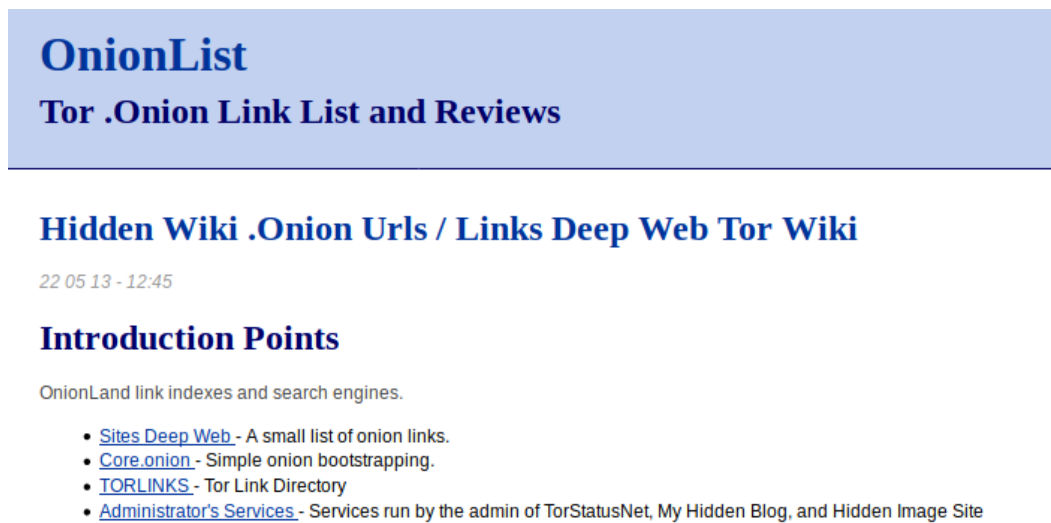 OnionList
Tor .Onion Link List and Reviews
Hidden Wiki .Onion Urls / Links Deep Web Tor Wiki
22 05 13 - 12:45
Introduction Points
OnionLand link indexes and search engines.
• Sites Deep Web - A small list of onion links.
• Core.onion - Simple onion bootstrapping.
• TORLINKS - Tor Link Directory
• Administrator's Services - Services run by the admin of TorStatusNet, My Hidden Blog, and Hidden Image Site